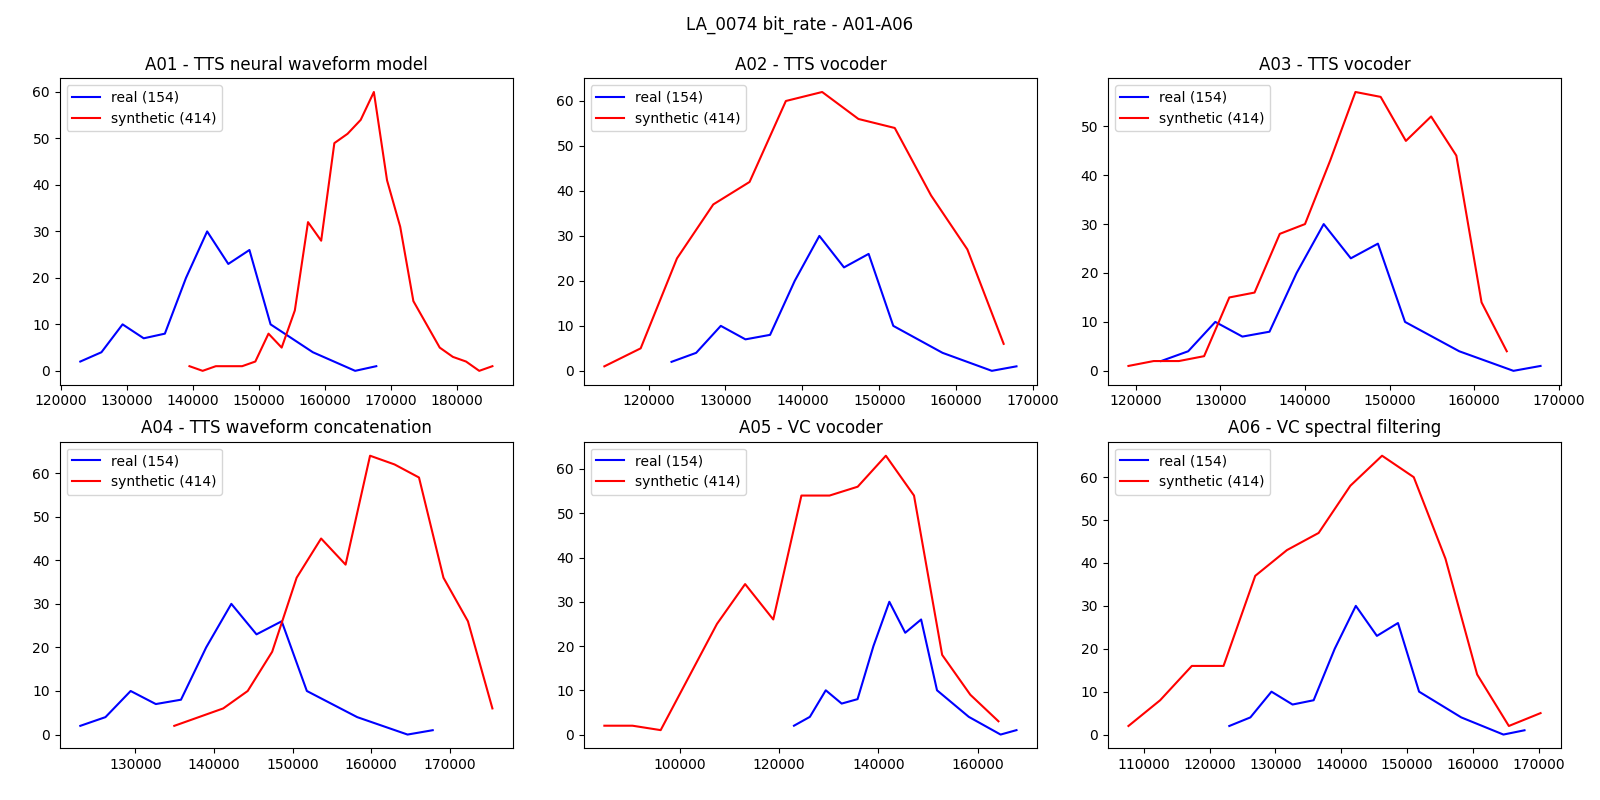 LA_0074 bit_rate - A01-A06
A01 - TTS neural waveform model
real (154)
synthetic (414)
60
50
40
30
20
10
0
120000 130000 140000 150000 160000 170000 180000
A02 - TTS vocoder
real (154)
synthetic (414)
60
50
40
30
20
10
0
120000 130000 140000 150000 160000 170000
A03 - TTS vocoder
real (154)
synthetic (414)
50
40
30
20
10
0
120000 130000 140000 150000 160000 170000
A04 - TTS waveform concatenation
real (154)
synthetic (414)
60
50
40
30
20
10
0
130000 140000 150000 160000 170000
A05 - VC vocoder
real (154)
synthetic (414)
60
50
40
30
20
10
0
100000 120000 140000 160000
A06 - VC spectral filtering
real (154)
synthetic (414)
60
50
40
30
20
10
0
110000 120000 130000 140000 150000 160000 170000